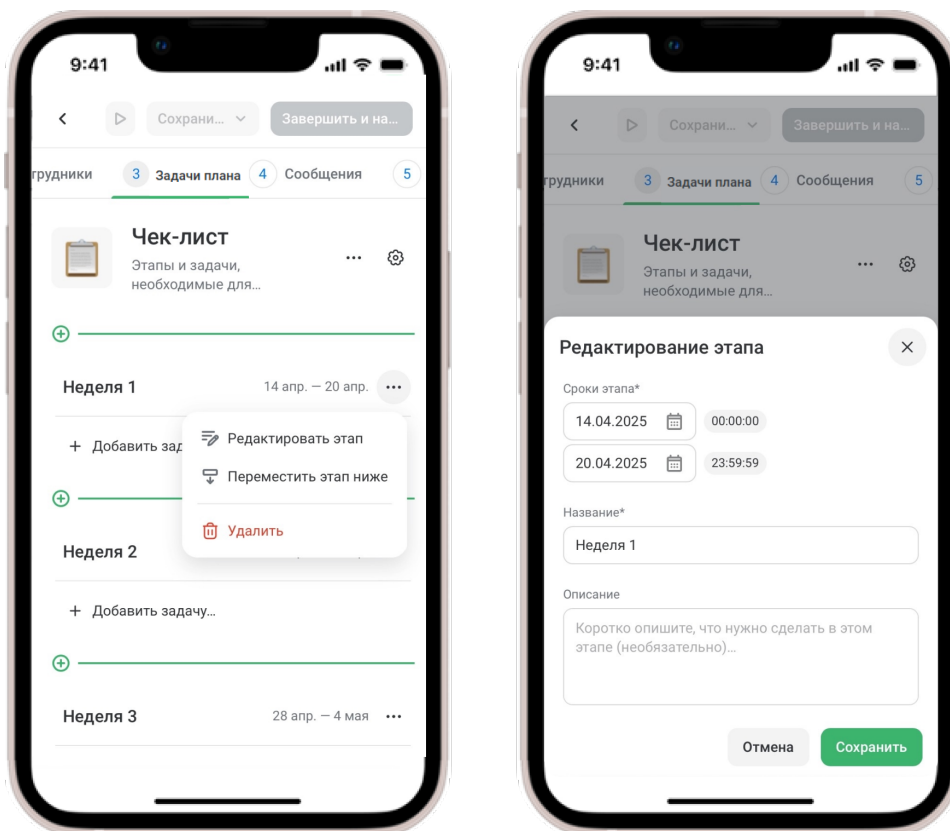 9:41
Сохрани...
Завершить и на...
трудники
3 Задачи плана
4 Сообщения
5
Чек-лист
Этапы и задачи,
необходимые для...
Неделя 1
14 апр. — 20 апр.
+ Добавить зад
Редактировать этап
Переместить этап ниже
Удалить
Неделя 2
+ Добавить задачу...
Неделя 3
28 апр. — 4 мая
9:41
Сохрани...
Завершить и на...
трудники
3 Задачи плана
4 Сообщения
5
Чек-лист
Этапы и задачи,
необходимые для...
Редактирование этапа
Сроки этапа*
14.04.2025
00:00:00
20.04.2025
23:59:59
Название*
Неделя 1
Описание
Коротко опишите, что нужно сделать в этом
этапе (необязательно)...
Отмена
Сохранить